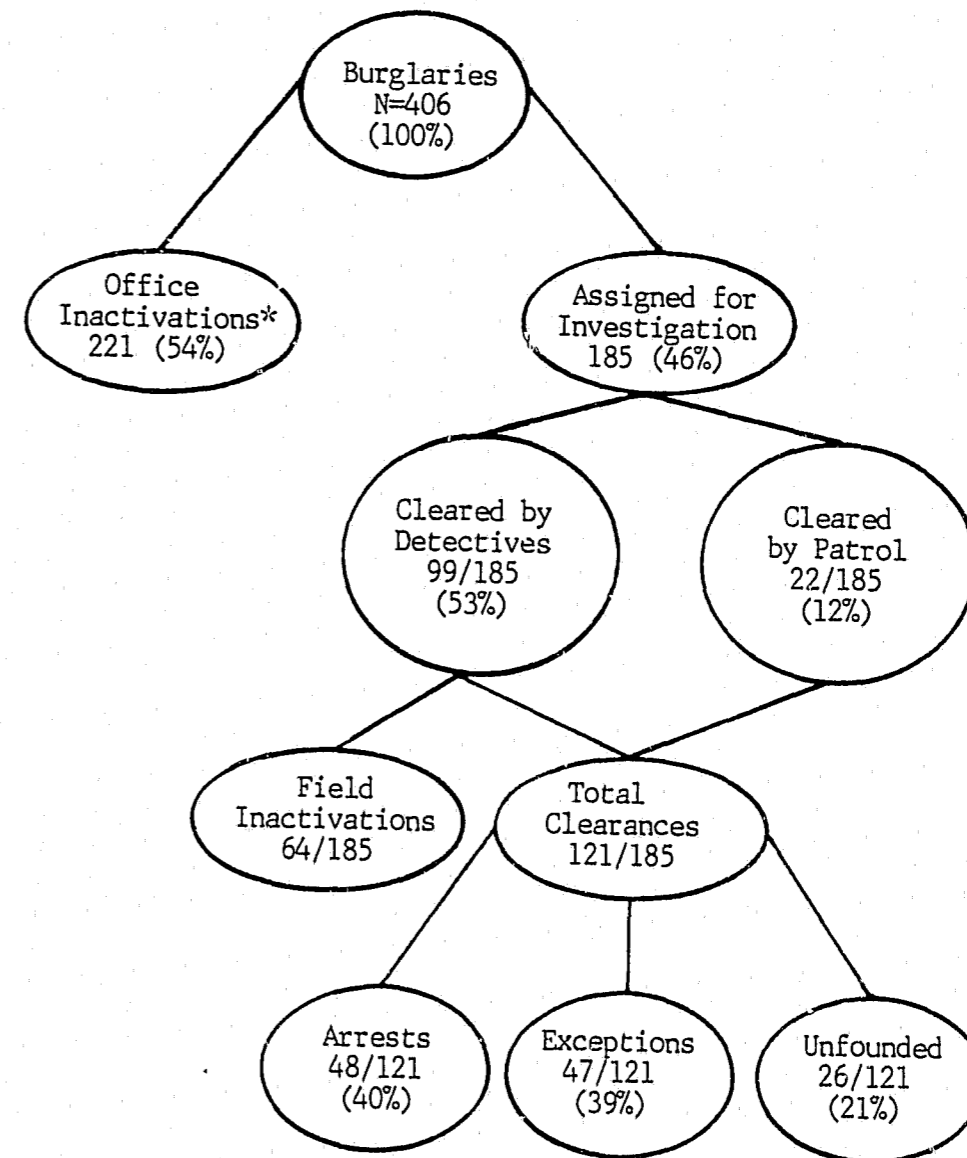 Burglaries
N=406
(100%)
Office
Inactivations*
221 (54%)
Assigned for
Investigation
185 (46%)
Cleared by
Detectives
99/185
(53%)
Cleared
by Patrol
22/185
(12%)
Field
Inactivations
64/185
Total
Clearances
121/185
Arrests
48/121
(40%)
Exceptions
47/121
(39%)
Unfounded
26/121
(21%)